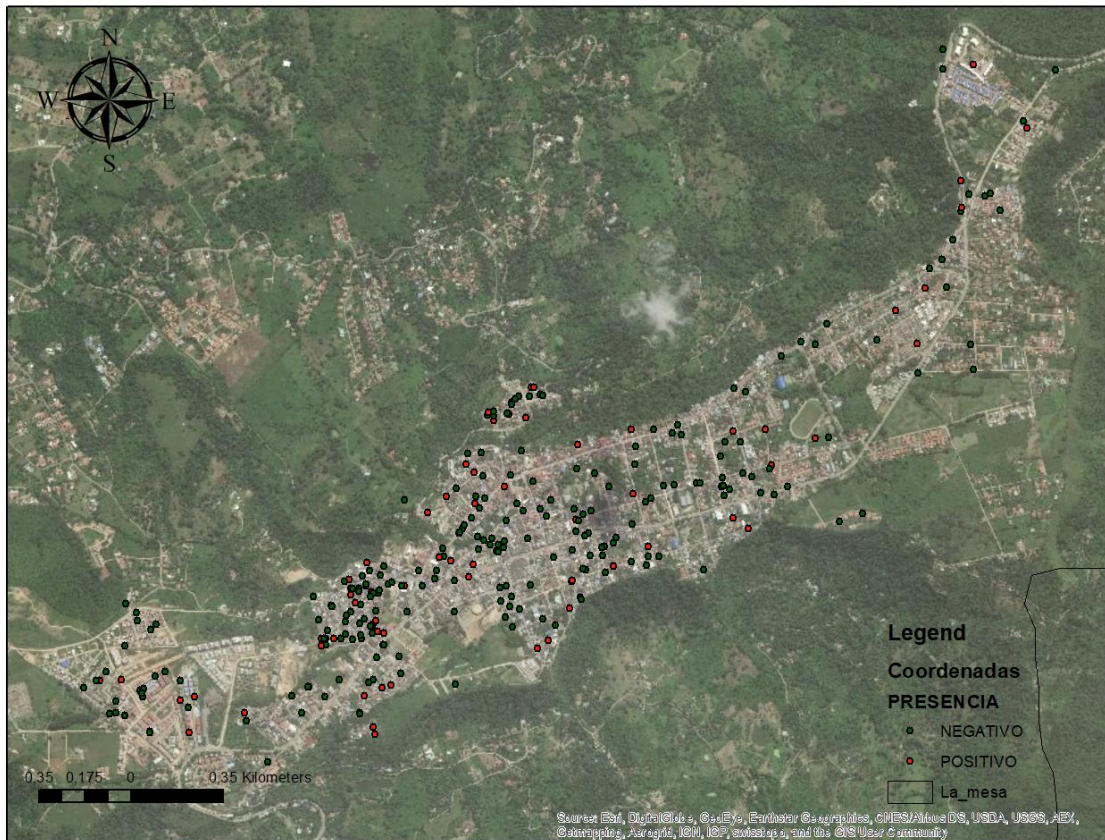 N
W E
S
Legend
Coordenadas
PRESENCIA
NEGATIVO
POSITIVO
La_mesa
0,35 0,175 0 0,35 Kilometers
Source: Esri, DigitalGlobe, GeoEye, Earthstar Geographics, CNES/Airbus DS, USDA, USGS, AEX,
Getmapping, Aerogrid, IGN, IGP, swisstopo, and the GIS User Community